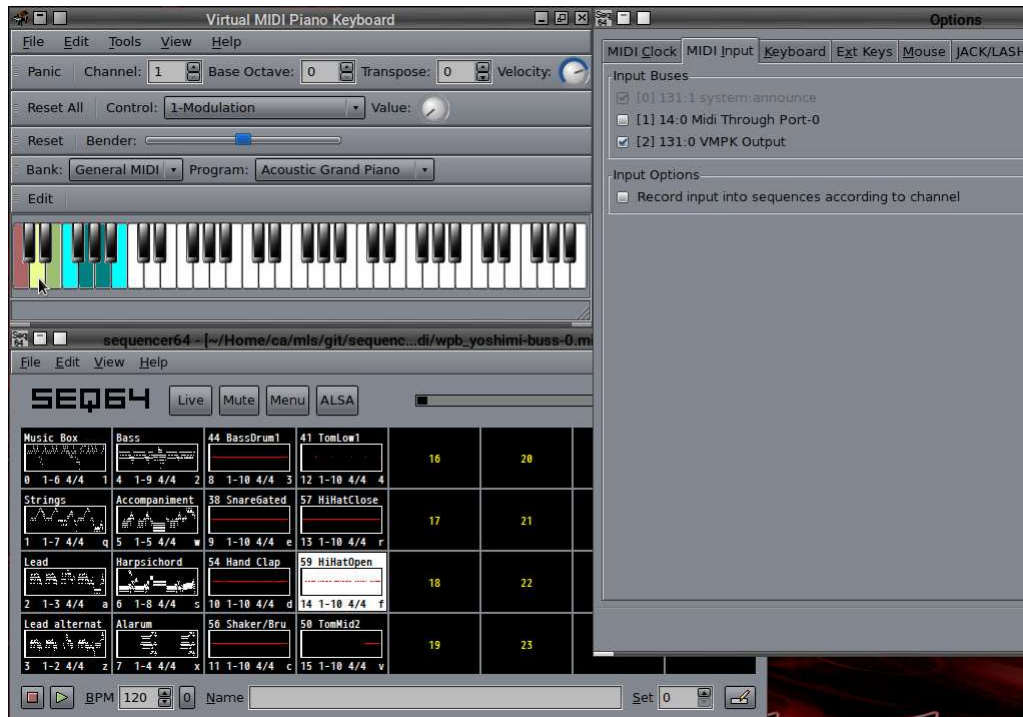 Virtual MIDI Piano Keyboard
File Edit Tools View Help
Panic Channel: 1 Base Octave: 0 Transpose: 0 Velocity:
Reset All Control: 1-Modulation Value:
Reset Bender:
Bank: General MIDI Program: Acoustic Grand Piano
Edit
Seq 64
Options
MIDI Clock MIDI Input Keyboard Ext Keys Mouse JACK/LASH
Input Buses
[0] 131:1 system:announce
[1] 14:0 Midi Through Port-0
[2] 131:0 VMPK Output
Input Options
Record input into sequences according to channel
Seq 64
sequencer64 - [~/Home/ca/mls/git/sequenc...di/wpb_yoshimi-buss-0.mi
File Edit View Help
SEQ64 Live Mute Menu ALSA
Music Box Bass 44 BassDrum1 41 TomLow1
16 20
0 1-6 4/4 1 4 1-9 4/4 2 8 1-10 4/4 3 12 1-10 4/4 4
Strings Accompaniment 38 SnareGated 57 HiHatClose
17 21
1 1-7 4/4 q 5 1-5 4/4 w 9 1-10 4/4 e 13 1-10 4/4 r
Lead Harpsichord 54 Hand Clap 59 HiHatOpen
18 22
2 1-3 4/4 a 6 1-8 4/4 s 10 1-10 4/4 d 14 1-10 4/4 f
Lead alternat Alarum 56 Shaker/Bru 50 TomMid2
19 23
3 1-2 4/4 z 7 1-4 4/4 x 11 1-10 4/4 c 15 1-10 4/4 v
BPM 120 0 Name Set 0